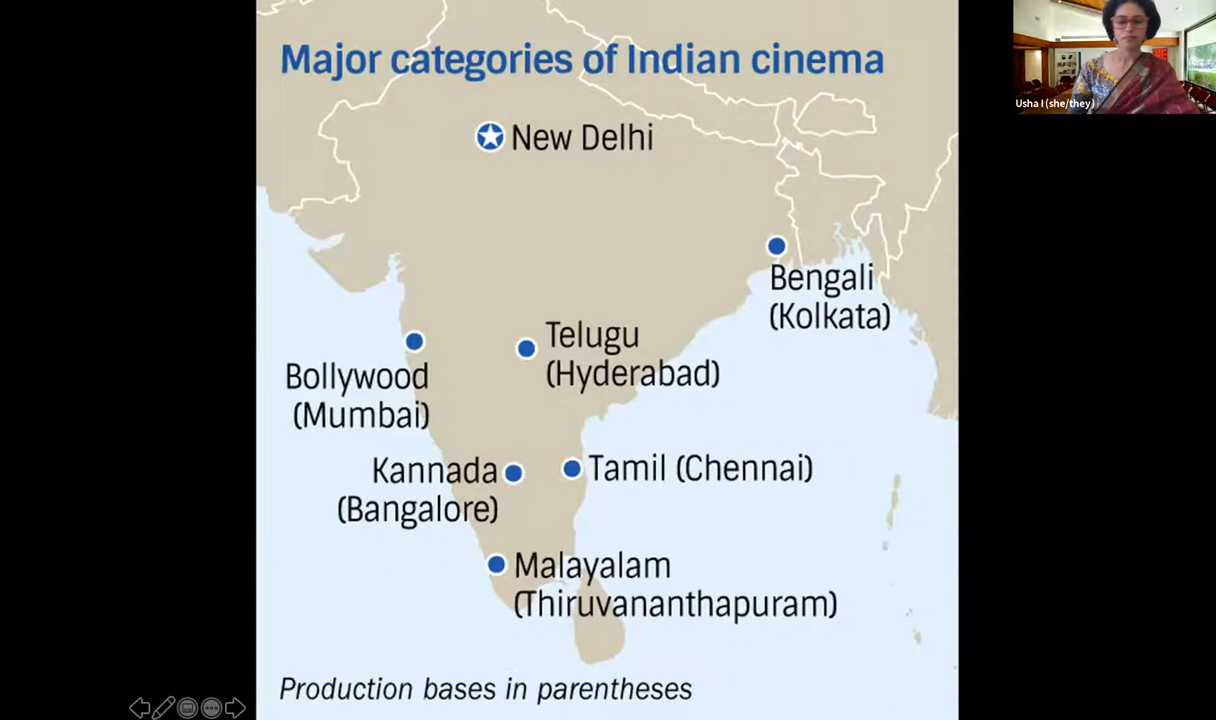 Major categories of Indian cinema
Usha I (she/they)
New Delhi
Bengali
(Kolkata)
Telugu
(Hyderabad)
Bollywood
(Mumbai)
Kannada
(Bangalore)
Tamil (Chennai)
Malayalam
(Thiruvananthapuram)
Production bases in parentheses